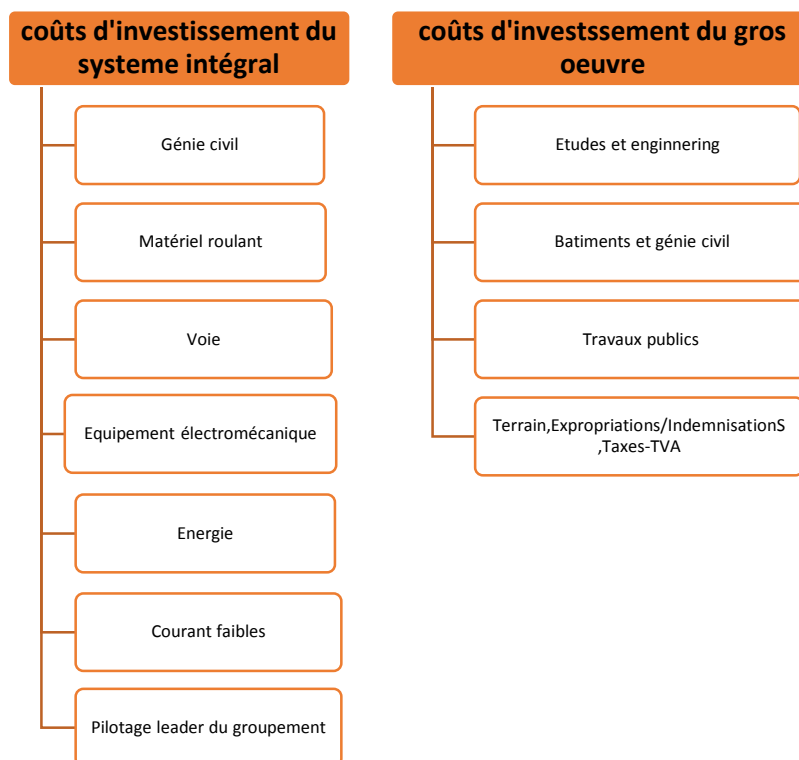 coûts d'investissement du
systeme intégral
Génie civil
Matériel roulant
Voie
Equipement électromécanique
Energie
Courant faibles
Pilotage leader du groupement
coûts d'investssement du gros
oeuvre
Etudes et enginnering
Batiments et génie civil
Travaux publics
Terrain,Expropriations/IndemnisationS
,Taxes-TVA